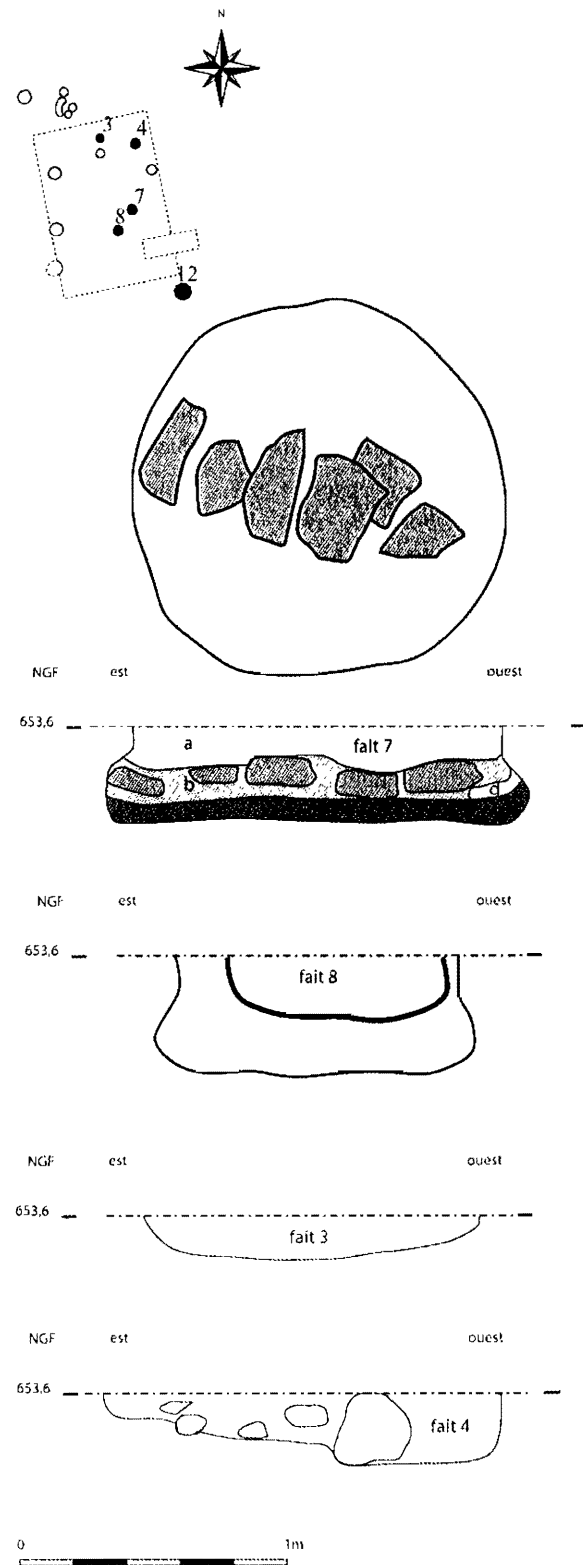 N
3
4
7
8
12
NGF est ouest
653,6
a fait 7
b c
NGF est ouest
653,6
fait 8
NGF est ouest
653,6
fait 3
NGF est ouest
653,6
fait 4
0 1m